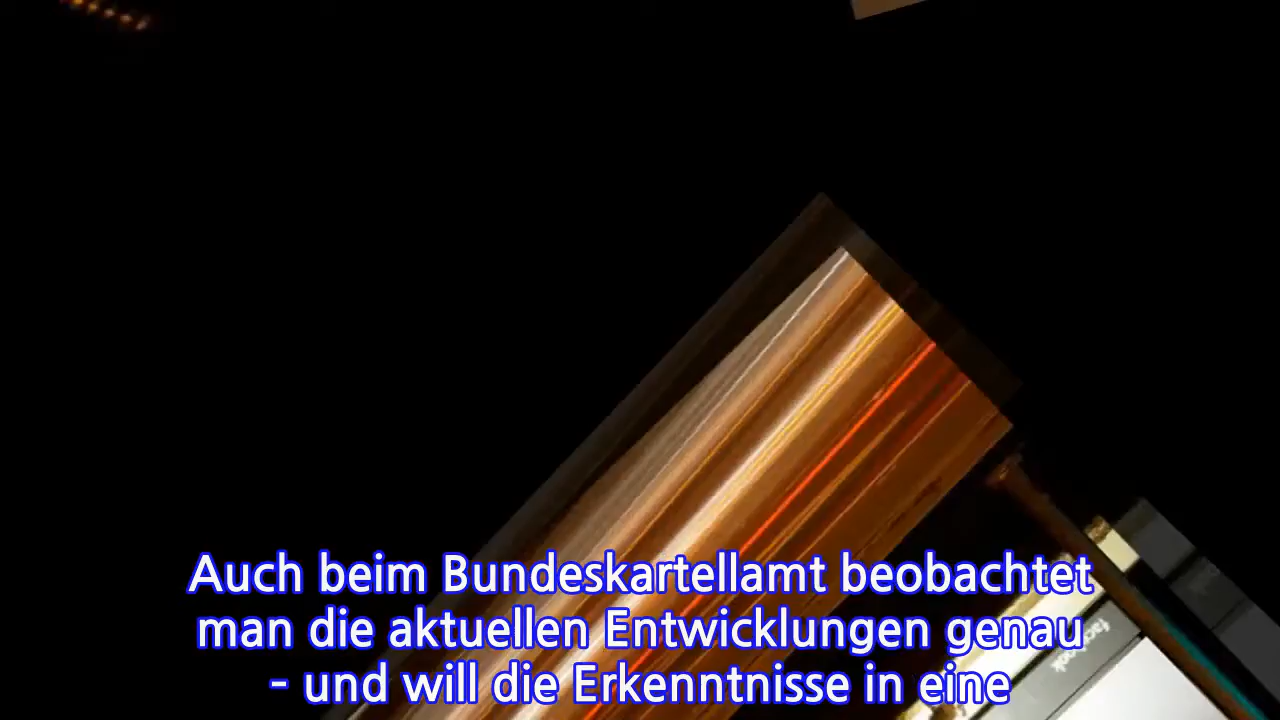 Auch beim Bundeskartellamt beobachtet
man die aktuellen Entwicklungen genau
- und will die Erkenntnisse in eine